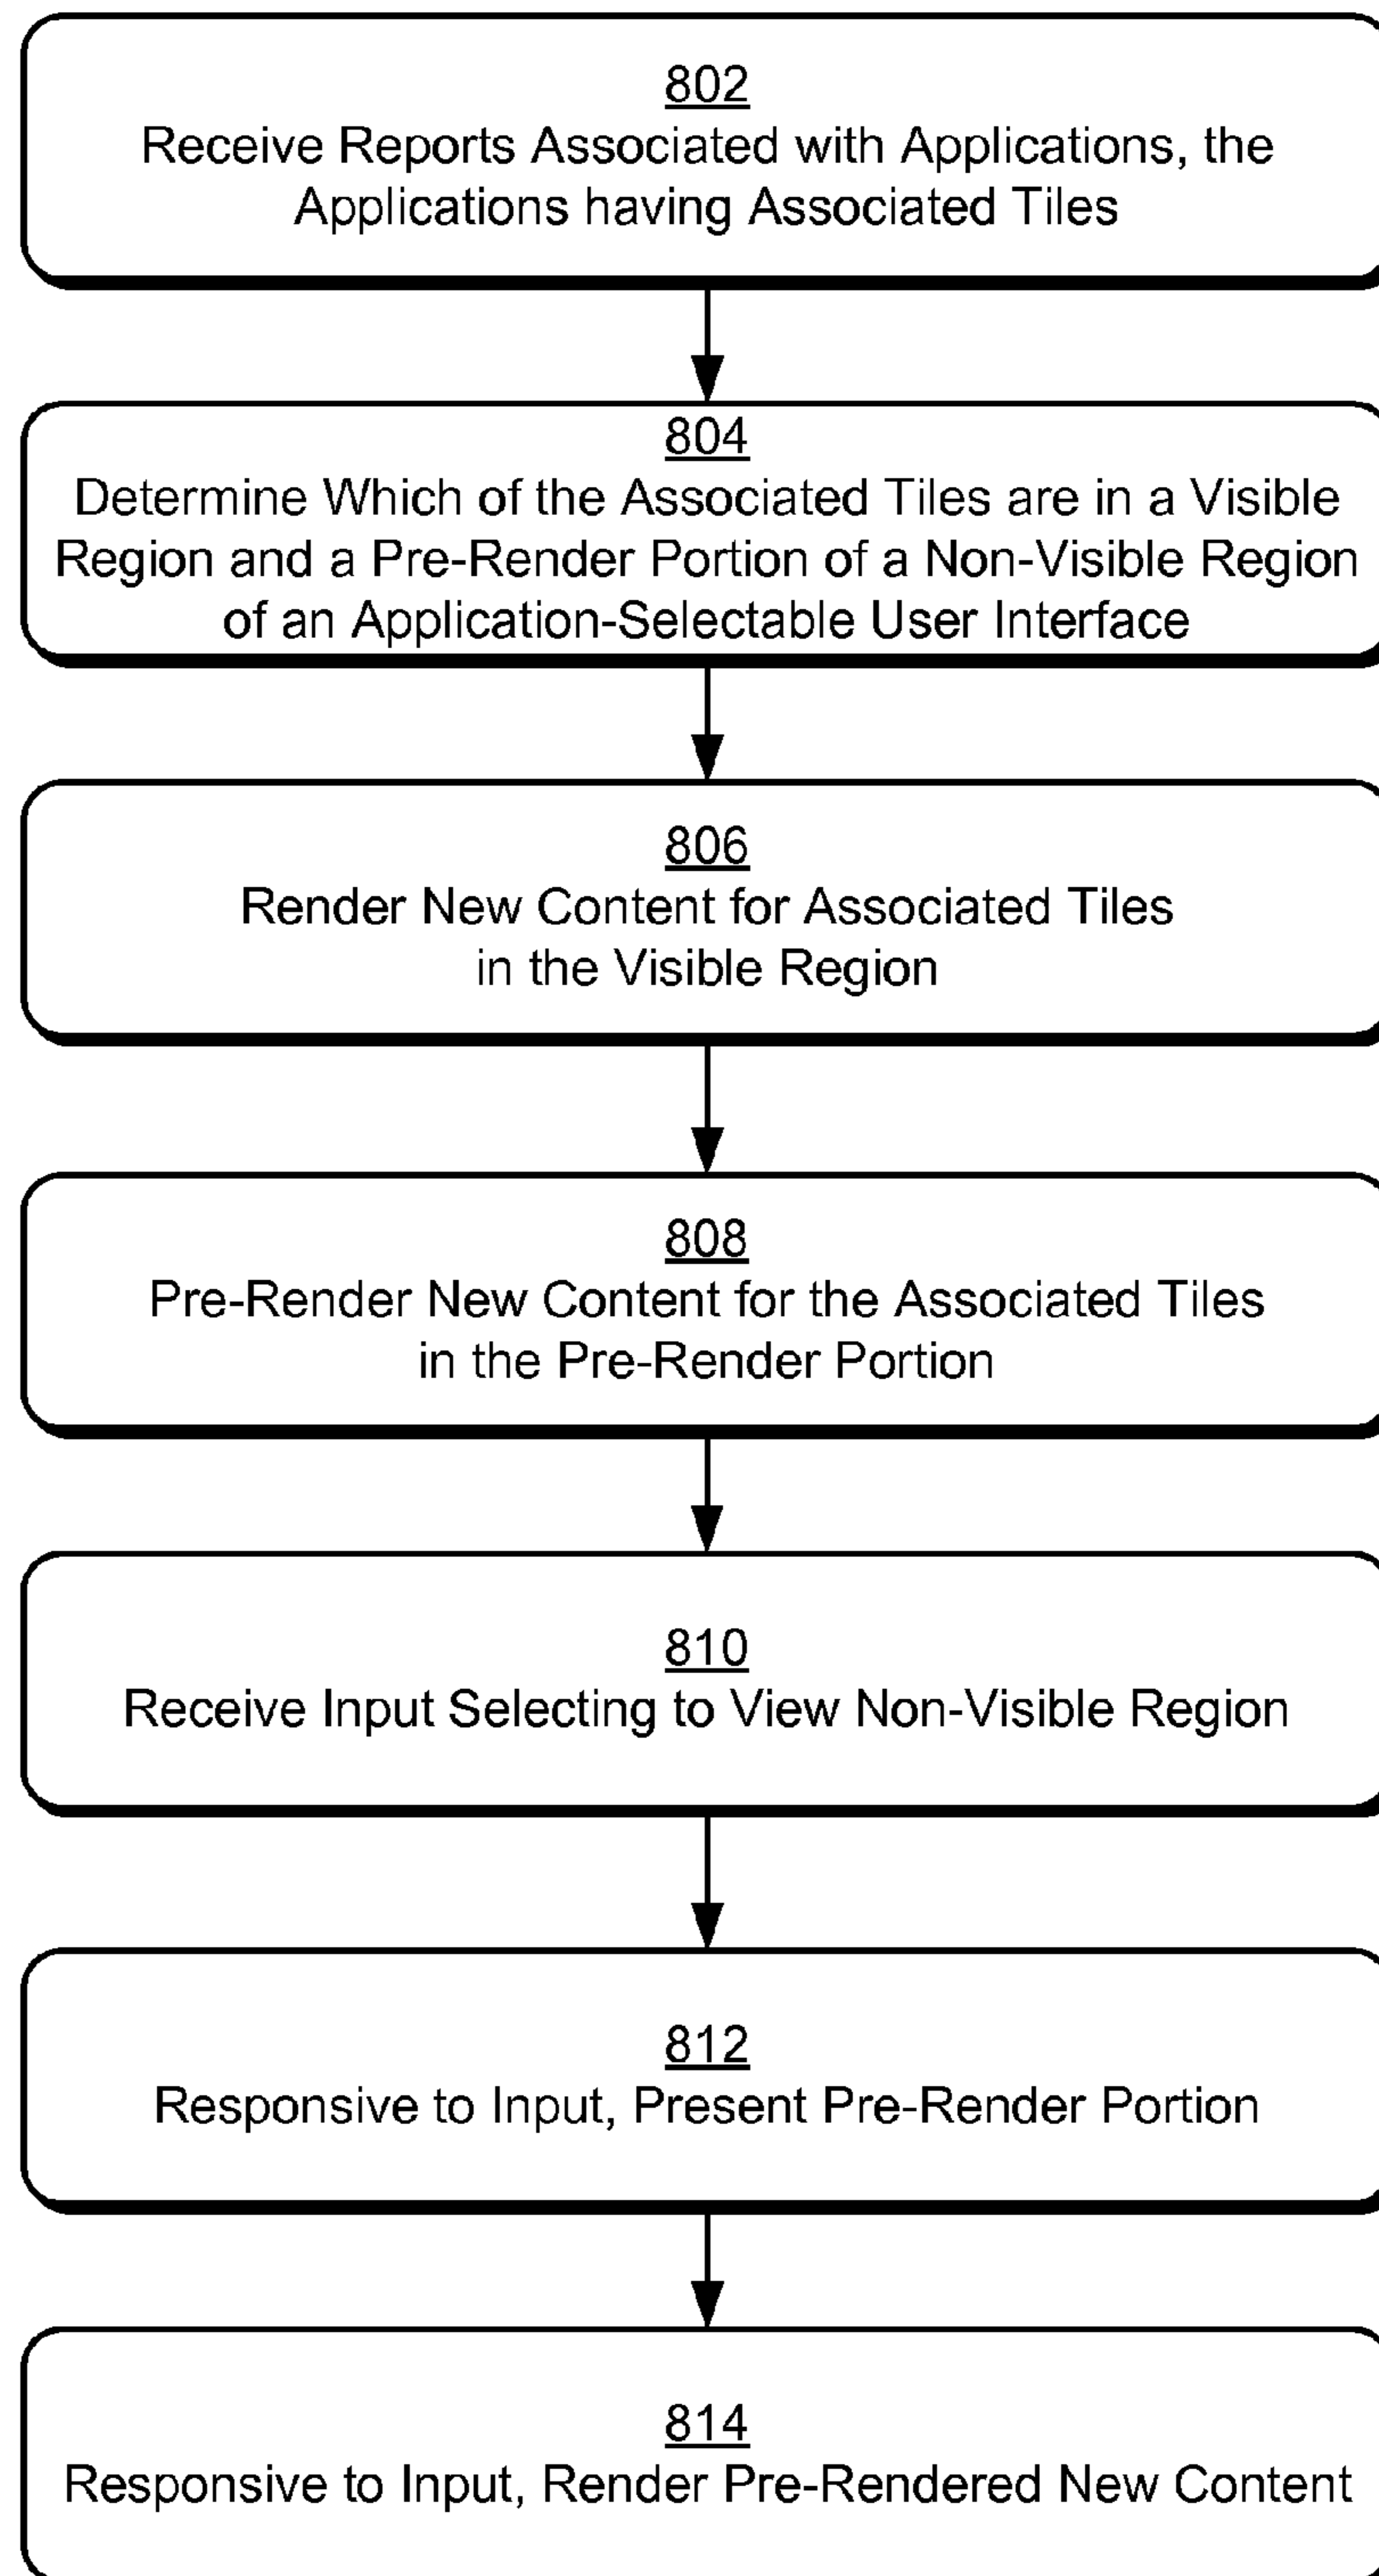 802
Receive Reports Associated with Applications, the
Applications having Associated Tiles
804
Determine Which of the Associated Tiles are in a Visible
Region and a Pre-Render Portion of a Non-Visible Region
of an Application-Selectable User Interface
806
Render New Content for Associated Tiles
in the Visible Region
808
Pre-Render New Content for the Associated Tiles
in the Pre-Render Portion
810
Receive Input Selecting to View Non-Visible Region
812
Responsive to Input, Present Pre-Render Portion
814
Responsive to Input, Render Pre-Rendered New Content